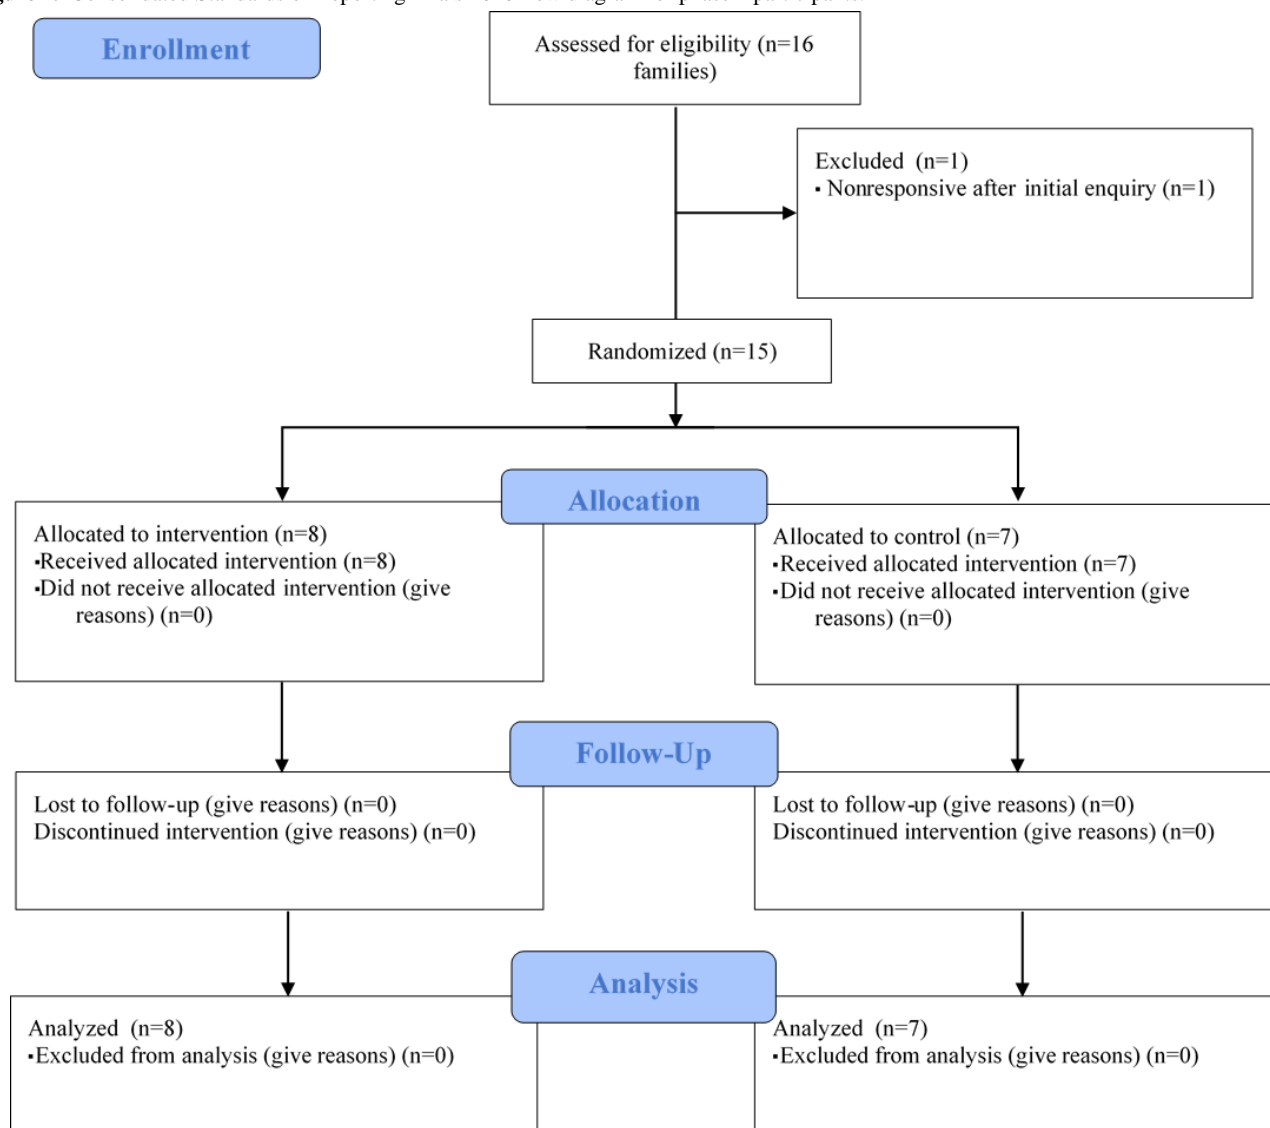 Enrollment
Assessed for eligibility (n=16
families)
Excluded (n=1)
▪ Nonresponsive after initial enquiry (n=1)
Randomized (n=15)
Allocation
Allocated to intervention (n=8)
▪Received allocated intervention (n=8)
▪Did not receive allocated intervention (give
reasons) (n=0)
Allocated to control (n=7)
▪Received allocated intervention (n=7)
▪Did not receive allocated intervention (give
reasons) (n=0)
Follow-Up
Lost to follow-up (give reasons) (n=0)
Discontinued intervention (give reasons) (n=0)
Lost to follow-up (give reasons) (n=0)
Discontinued intervention (give reasons) (n=0)
Analysis
Analyzed (n=8)
▪Excluded from analysis (give reasons) (n=0)
Analyzed (n=7)
▪Excluded from analysis (give reasons) (n=0)